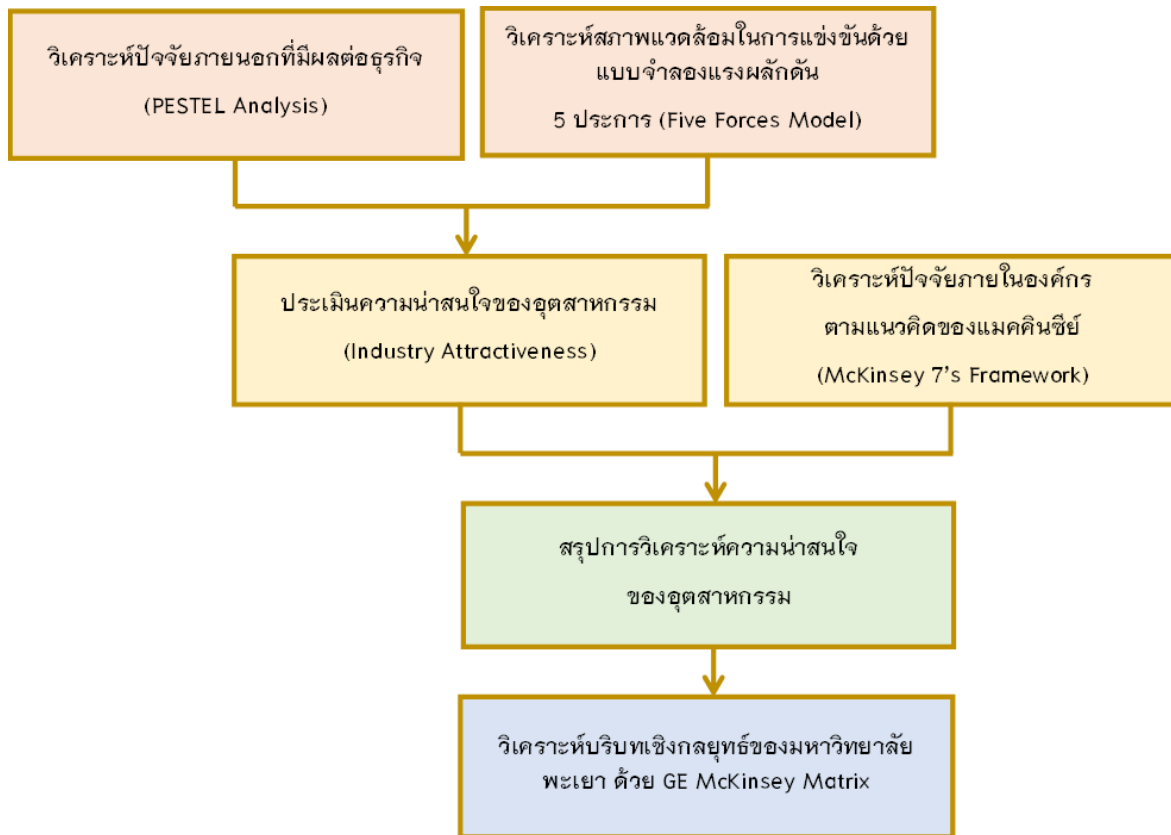 วิเคราะห์ปัจจัยภายนอกที่มีผลต่อธุรกิจ
(PESTEL Analysis)
วิเคราะห์สภาพแวดล้อมในการแข่งขันด้วย
แบบจำลองแรงผลักดัน
5 ประการ (Five Forces Model)
ประเมินความน่าสนใจของอุตสาหกรรม
(Industry Attractiveness)
วิเคราะห์ปัจจัยภายในองค์กร
ตามแนวคิดของแมคคินซีย์
(McKinsey 7’s Framework)
สรุปการวิเคราะห์ความน่าสนใจ
ของอุตสาหกรรม
วิเคราะห์บริบทเชิงกลยุทธ์ของมหาวิทยาลัย
พะเยา ด้วย GE McKinsey Matrix